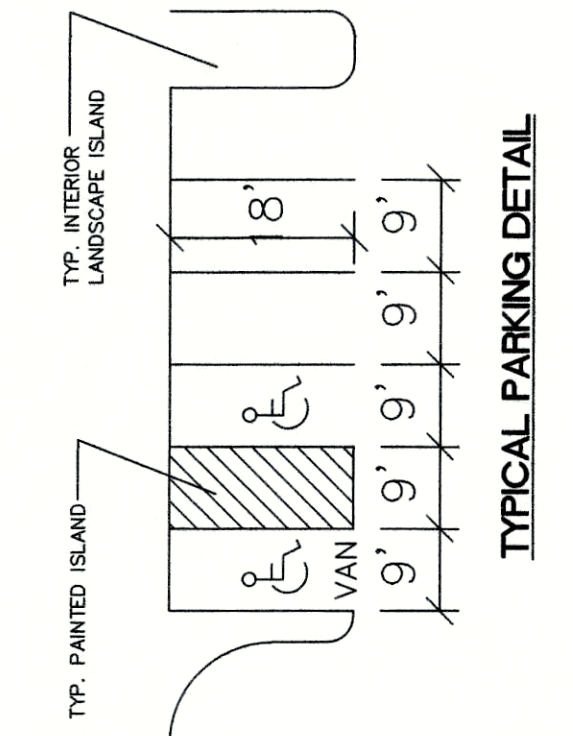 TYP. PAINTED ISLAND
TYP. INTERIOR
LANDSCAPE ISLAND
18'
VAN
9'
9'
9'
9'
9'
TYPICAL PARKING DETAIL